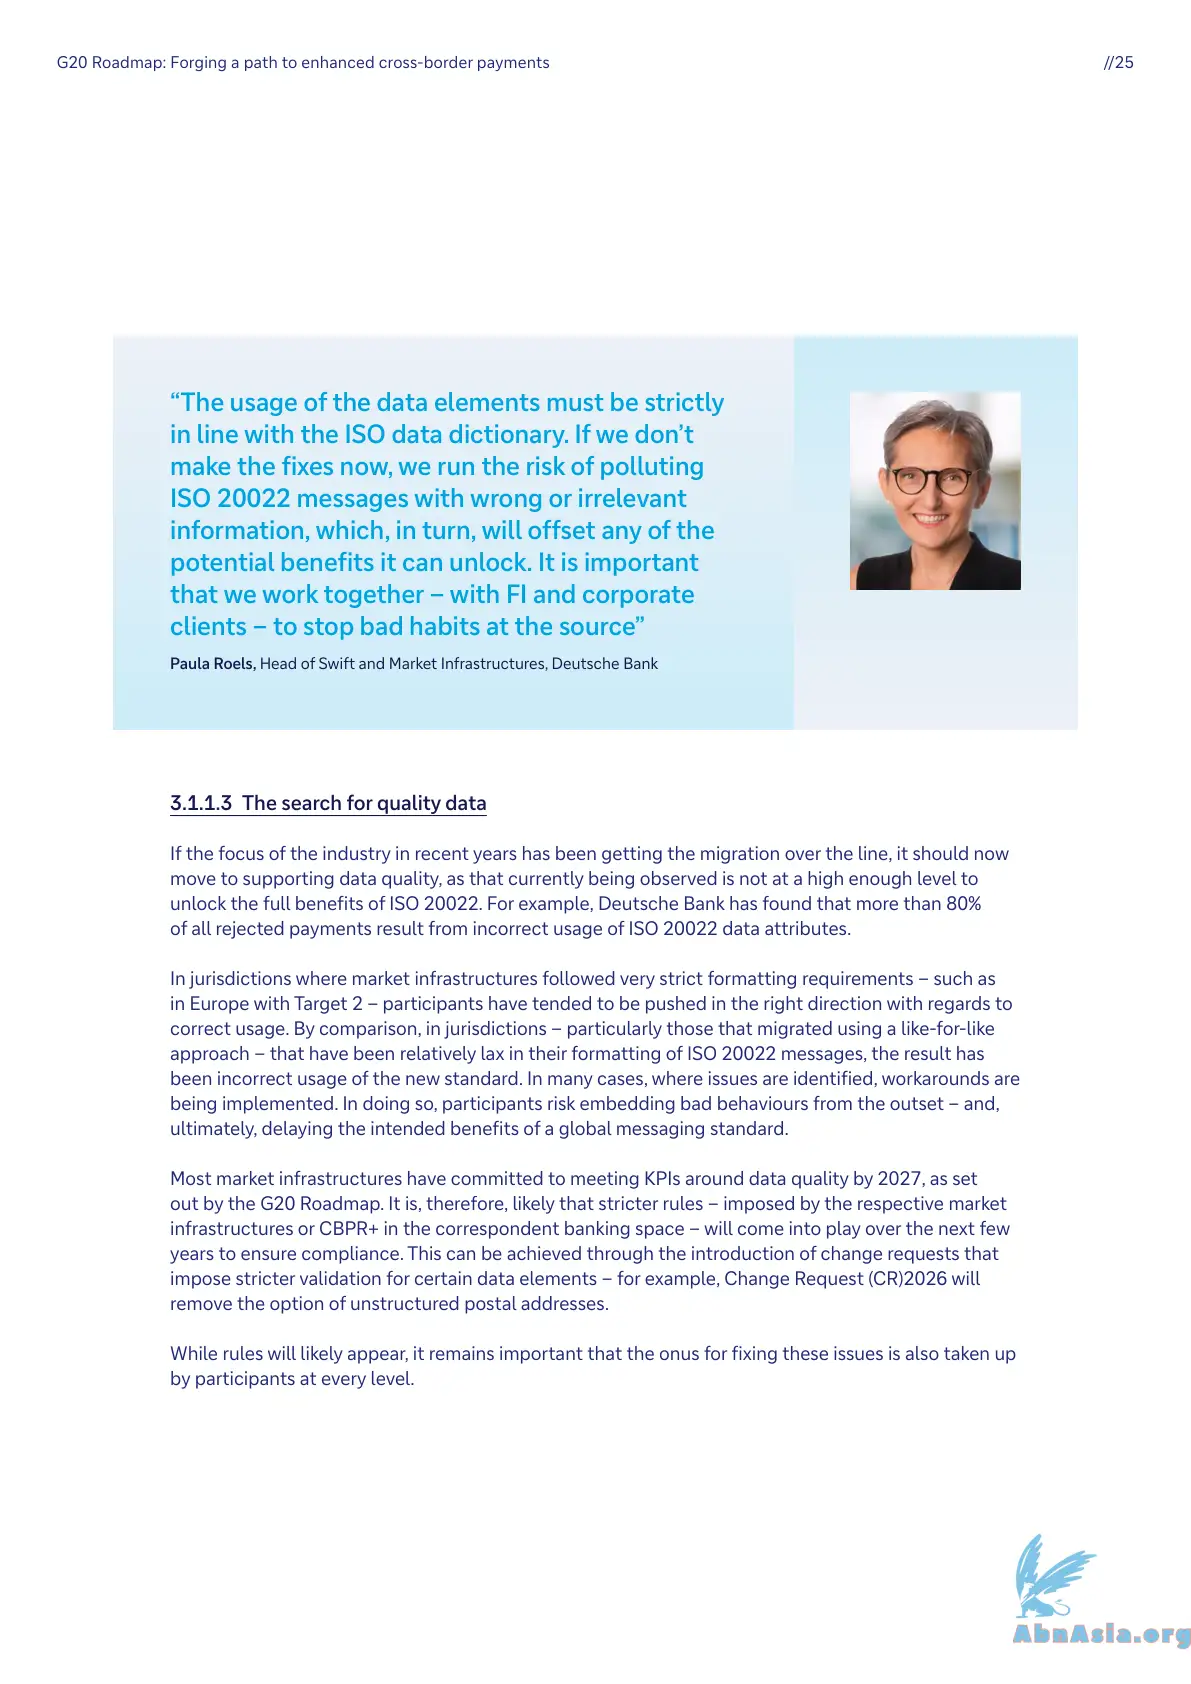 G20 Roadmap: Forging a path to enhanced cross-border payments
//25
“The usage of the data elements must be strictly
in line with the ISO data dictionary. If we don’t
make the fixes now, we run the risk of polluting
ISO 20022 messages with wrong or irrelevant
information, which, in turn, will offset any of the
potential benefits it can unlock. It is important
that we work together – with FI and corporate
clients – to stop bad habits at the source”
Paula Roels, Head of Swift and Market Infrastructures, Deutsche Bank
3.1.1.3 The search for quality data
If the focus of the industry in recent years has been getting the migration over the line, it should now
move to supporting data quality, as that currently being observed is not at a high enough level to
unlock the full benefits of ISO 20022. For example, Deutsche Bank has found that more than 80%
of all rejected payments result from incorrect usage of ISO 20022 data attributes.
In jurisdictions where market infrastructures followed very strict formatting requirements – such as
in Europe with Target 2 – participants have tended to be pushed in the right direction with regards to
correct usage. By comparison, in jurisdictions – particularly those that migrated using a like-for-like
approach – that have been relatively lax in their formatting of ISO 20022 messages, the result has
been incorrect usage of the new standard. In many cases, where issues are identified, workarounds are
being implemented. In doing so, participants risk embedding bad behaviours from the outset – and,
ultimately, delaying the intended benefits of a global messaging standard.
Most market infrastructures have committed to meeting KPIs around data quality by 2027, as set
out by the G20 Roadmap. It is, therefore, likely that stricter rules – imposed by the respective market
infrastructures or CBPR+ in the correspondent banking space – will come into play over the next few
years to ensure compliance. This can be achieved through the introduction of change requests that
impose stricter validation for certain data elements – for example, Change Request (CR)2026 will
remove the option of unstructured postal addresses.
While rules will likely appear, it remains important that the onus for fixing these issues is also taken up
by participants at every level.
AbnAsia.org